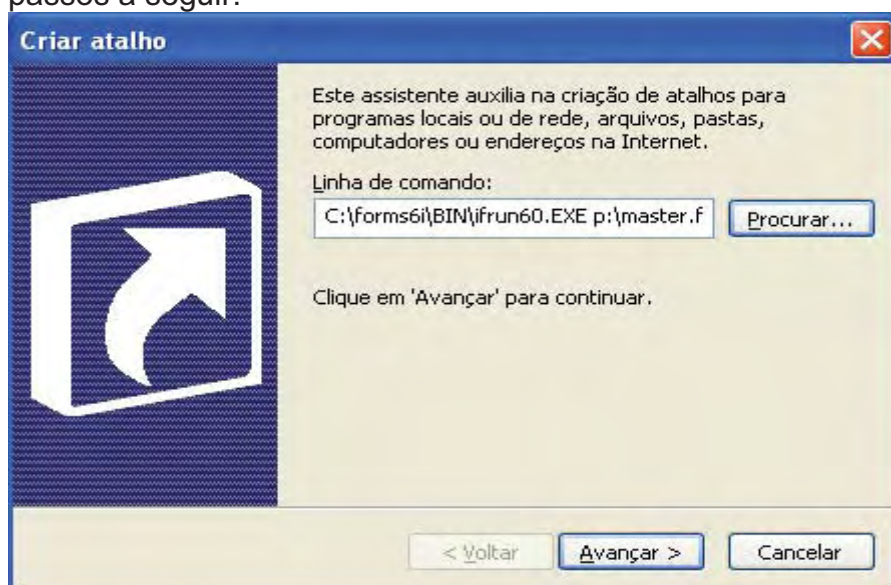 passos a seguir:
Criar atalho
Este assistente auxilia na criação de atalhos para
programas locais ou de rede, arquivos, pastas,
computadores ou endereços na Internet.
Linha de comando:
C:\forms6i\BIN\ifrun60.EXE p:\master.f
Procurar...
Clique em 'Avançar' para continuar.
< Voltar
Avançar >
Cancelar